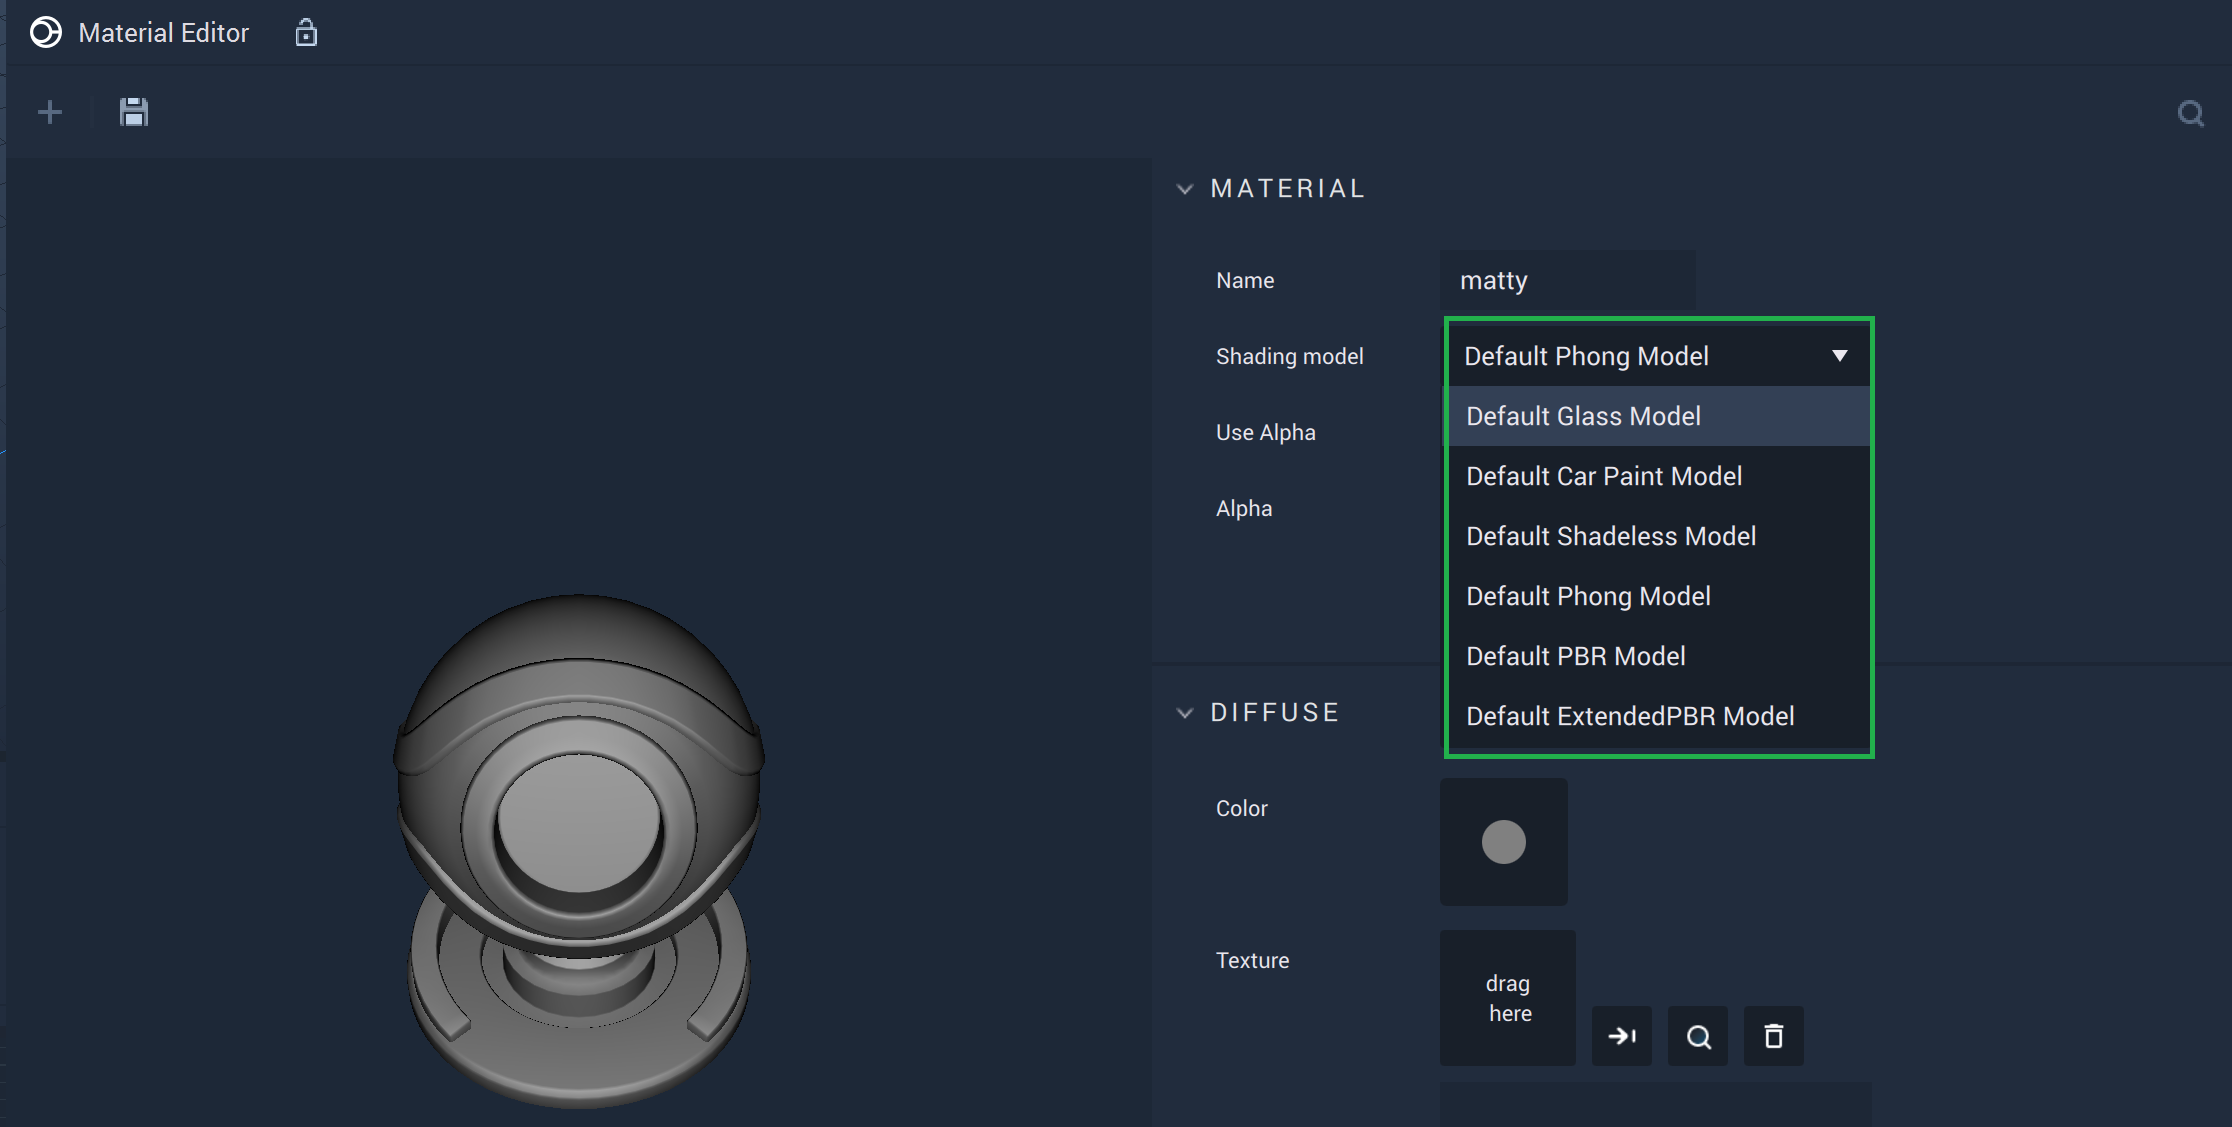 Material Editor
MATERIAL
Name
matty
Shading model
Default Phong Model
Default Glass Model
Use Alpha
Default Car Paint Model
Alpha
Default Shadeless Model
Default Phong Model
Default PBR Model
Default ExtendedPBR Model
DIFFUSE
Color
Texture
drag
here